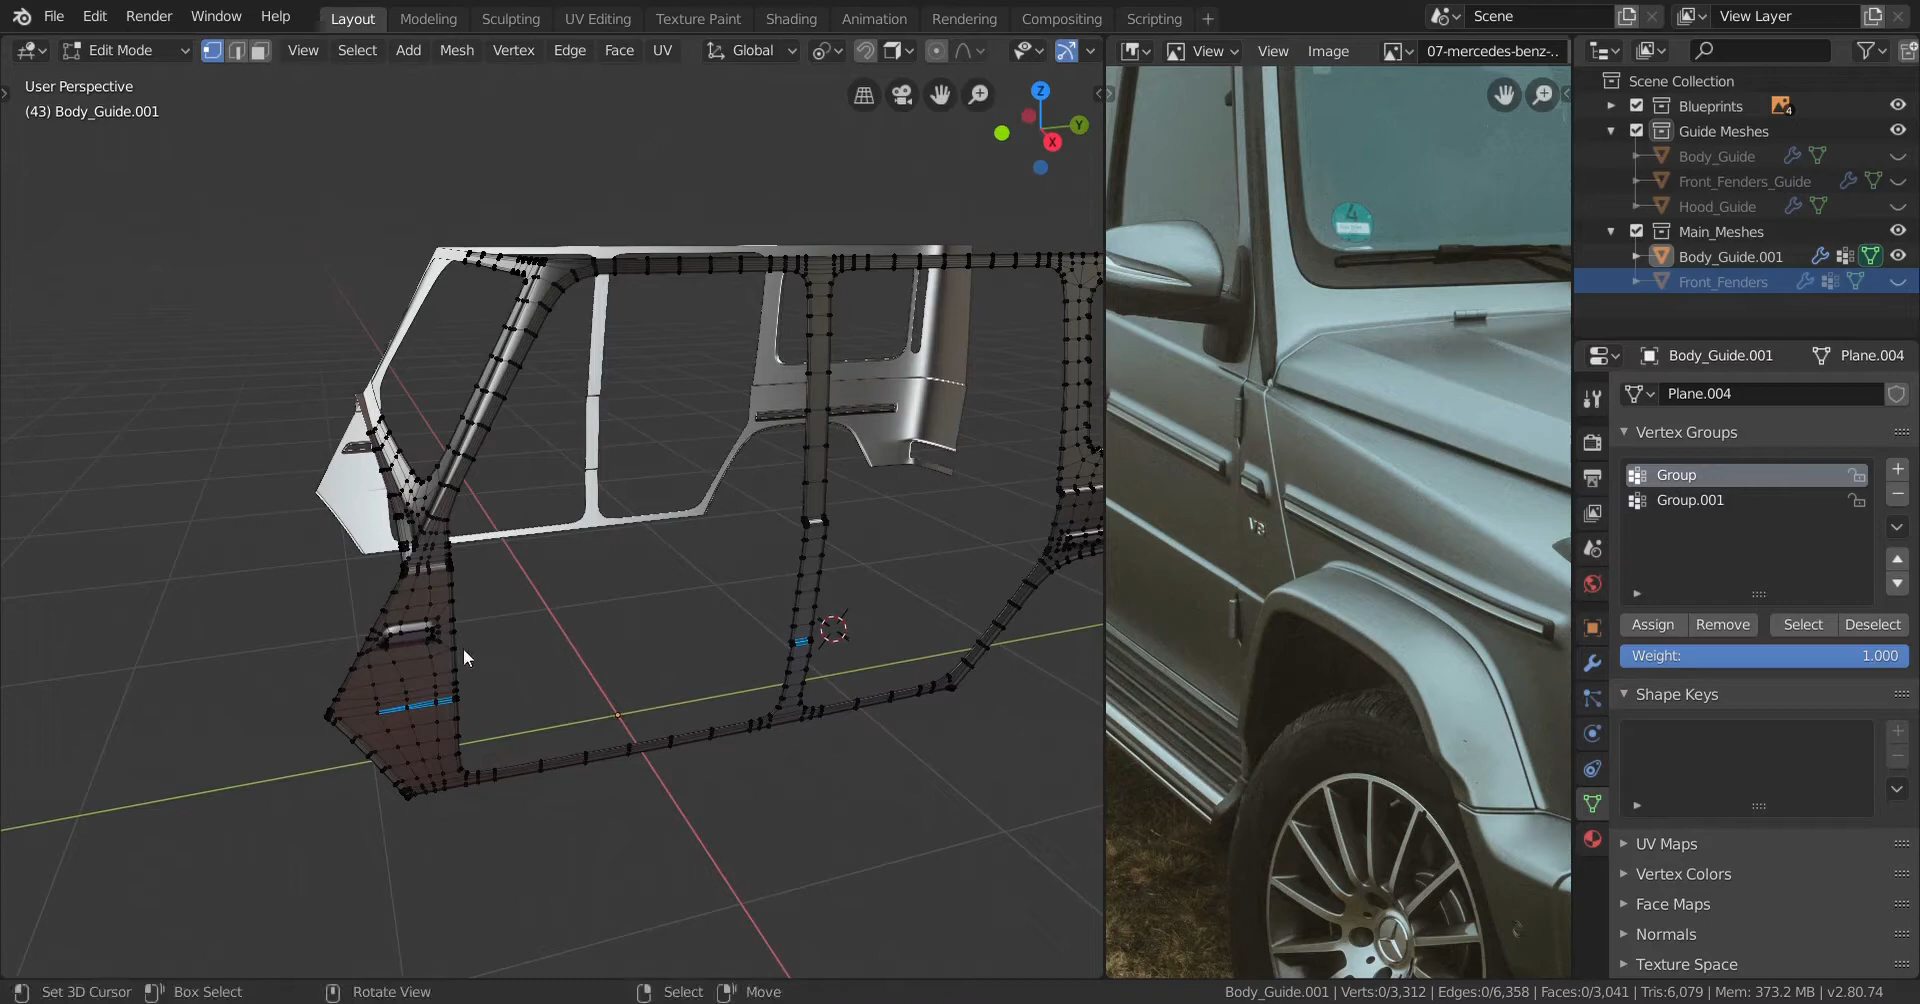 File Edit Render Window Help Layout Modeling Sculpting UV Editing Texture Paint Shading Animation Rendering Compositing Scripting + Scene View Layer
Edit Mode View Select Add Mesh Vertex Edge Face UV Global View View Image 07-mercedes-benz-..
User Perspective
(43) Body_Guide.001
Z
Y
X
4
V8
Scene Collection
Blueprints 4
Guide Meshes
Body_Guide
Front_Fenders_Guide
Hood_Guide
Main_Meshes
Body_Guide.001
Front_Fenders
Body_Guide.001 Plane.004
Plane.004
Vertex Groups
Group
Group.001
Assign Remove Select Deselect
Weight: 1.000
Shape Keys
UV Maps
Vertex Colors
Face Maps
Normals
Texture Space
Set 3D Cursor Box Select Rotate View Select Move Body_Guide.001 | Verts:0/3,312 | Edges:0/6,358 | Faces:0/3,041 | Tris:6,079 | Mem: 373.2 MB | v2.80.74